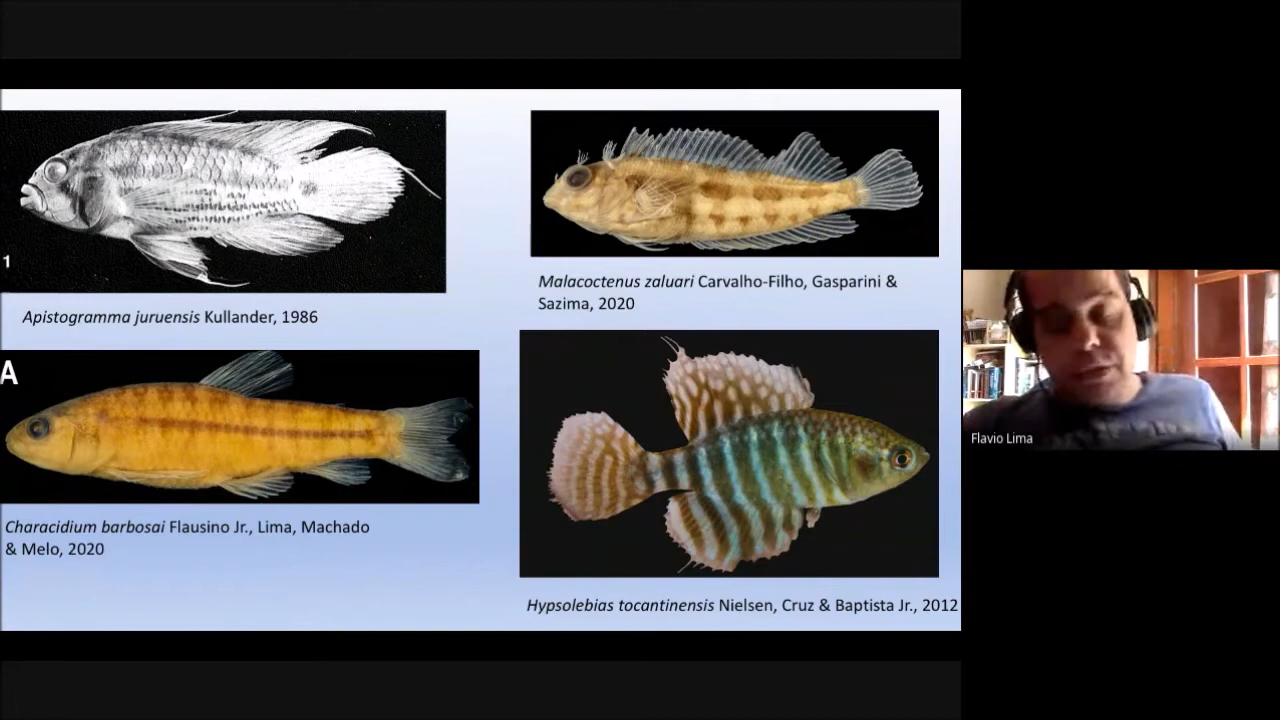 1
Apistogramma juruensis Kullander, 1986
A
Characidium barbosai Flausino Jr., Lima, Machado
& Melo, 2020
Malacoctenus zaluari Carvalho-Filho, Gasparini &
Sazima, 2020
Hypsolebias tocantinensis Nielsen, Cruz & Baptista Jr., 2012
Flavio Lima